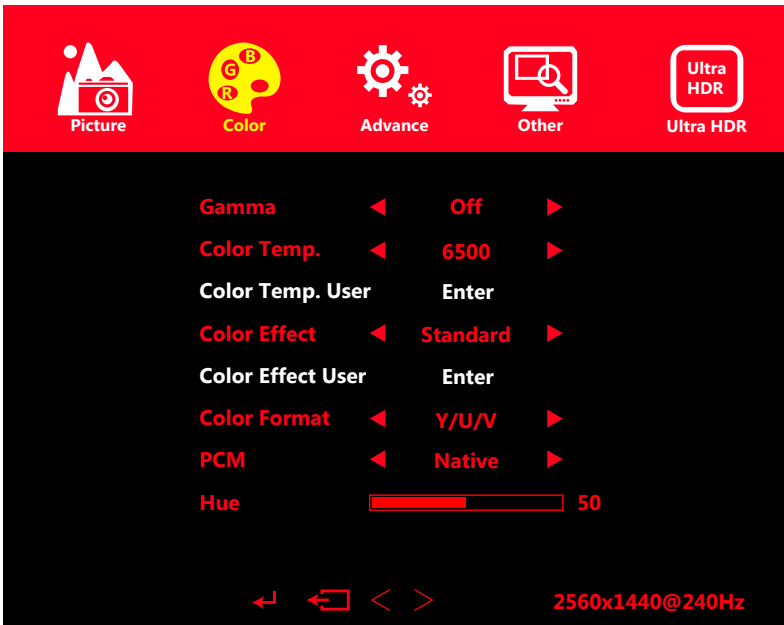 B
G
R
Ultra
HDR
Picture Color Advance Other Ultra HDR
Gamma Off
Color Temp. 6500
Color Temp. User Enter
Color Effect Standard
Color Effect User Enter
Color Format Y/U/V
PCM Native
Hue 50
2560x1440@240Hz